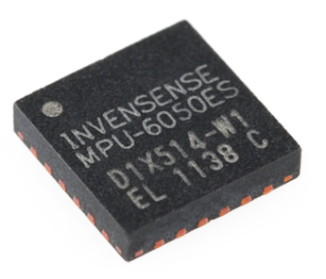 INVENSENSE
MPU-6050ES
D1X514-W1
EL 1138 C